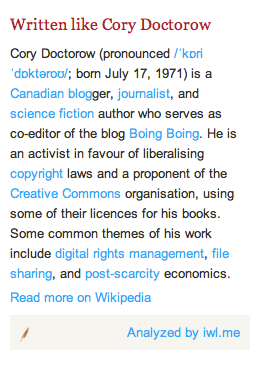 Written like Cory Doctorow
Cory Doctorow (pronounced /ˈkɒri
ˈdɒktəroʊ/; born July 17, 1971) is a
Canadian blogger, journalist, and
science fiction author who serves as
co-editor of the blog Boing Boing. He is
an activist in favour of liberalising
copyright laws and a proponent of the
Creative Commons organisation, using
some of their licences for his books.
Some common themes of his work
include digital rights management, file
sharing, and post-scarcity economics.
Read more on Wikipedia
Analyzed by iwl.me